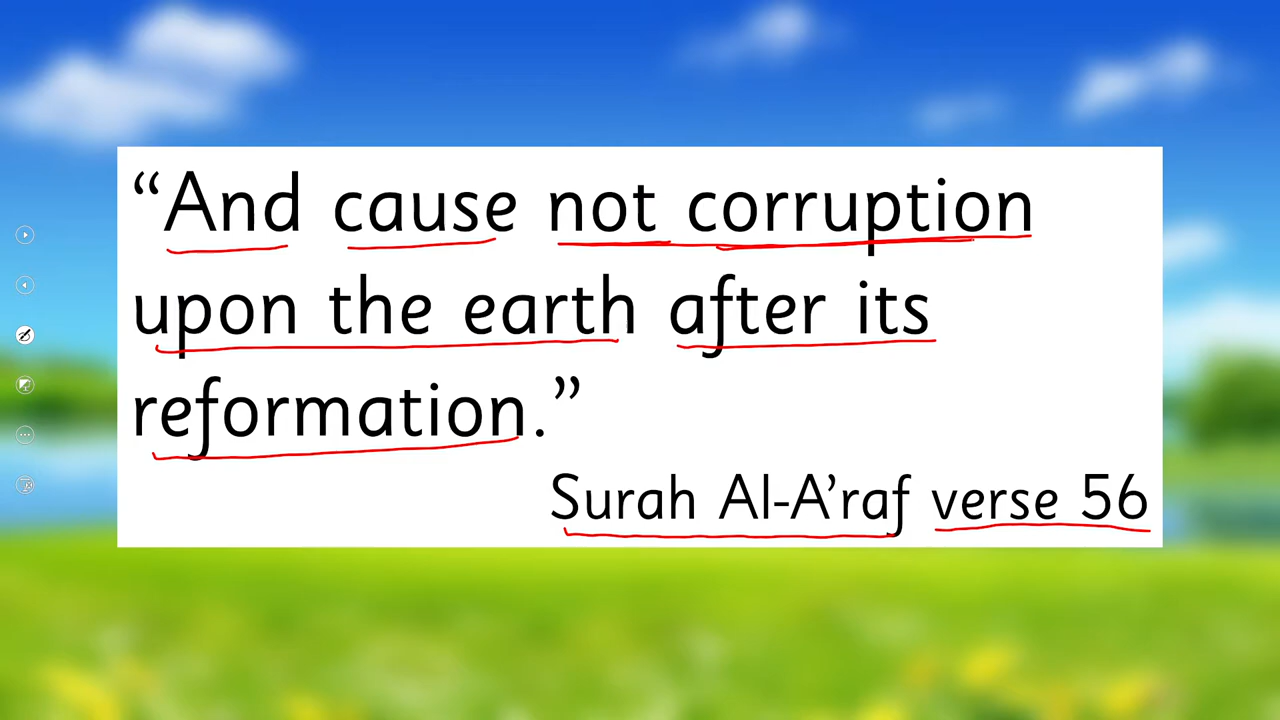 “And cause not corruption
upon the earth after its
reformation.”
Surah Al-A’raf verse 56